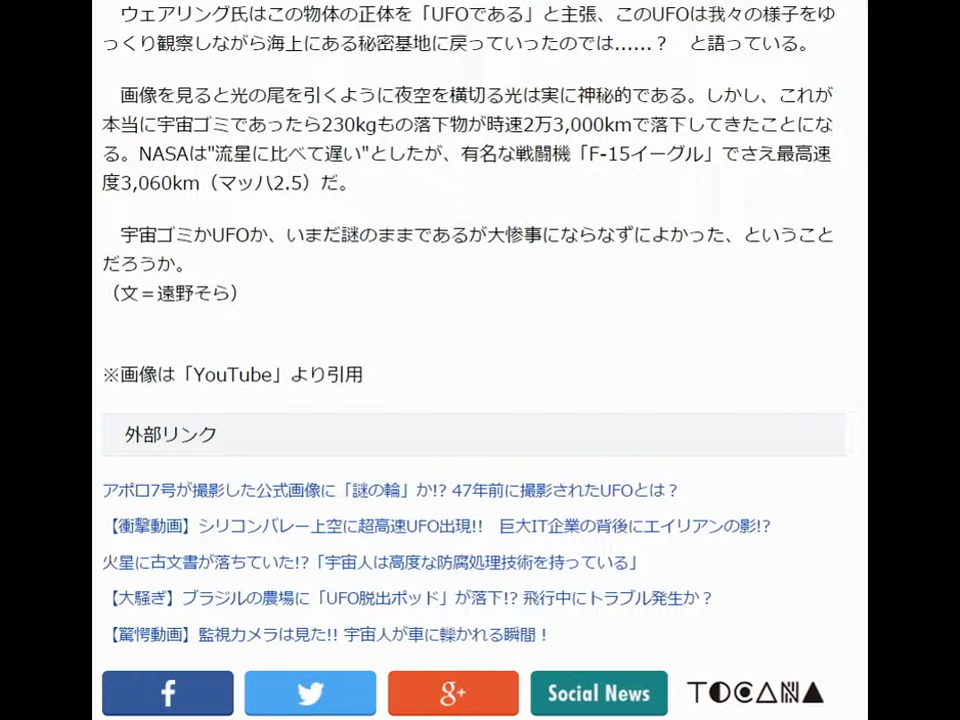 ウェアリング氏はこの物体の正体を「UFOである」と主張、このUFOは我々の様子をゆ
っくり観察しながら海上にある秘密基地に戻っていったのでは……？　と語っている。
画像を見ると光の尾を引くように夜空を横切る光は実に神秘的である。しかし、これが
本当に宇宙ゴミであったら230kgもの落下物が時速2万3,000kmで落下してきたことにな
る。NASAは"流星に比べて遅い"としたが、有名な戦闘機「F-15イーグル」でさえ最高速
度3,060km（マッハ2.5）だ。
宇宙ゴミかUFOか、いまだ謎のままであるが大惨事にならなずによかった、ということ
だろうか。
（文＝遠野そら）
※画像は「YouTube」より引用
外部リンク
アポロ7号が撮影した公式画像に「謎の輪」か!? 47年前に撮影されたUFOとは？
【衝撃動画】シリコンバレー上空に超高速UFO出現!!　巨大IT企業の背後にエイリアンの影!?
火星に古文書が落ちていた!?「宇宙人は高度な防腐処理技術を持っている」
【大騒ぎ】ブラジルの農場に「UFO脱出ポッド」が落下!? 飛行中にトラブル発生か？
【驚愕動画】監視カメラは見た!! 宇宙人が車に轢かれる瞬間！
f g+ Social News TOCANA